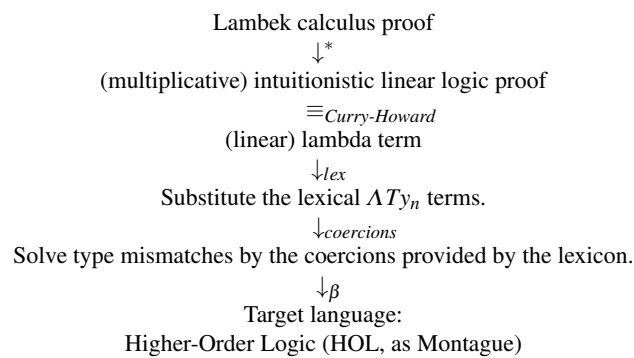 Lambek calculus proof
↓*
(multiplicative) intuitionistic linear logic proof
≡Curry-Howard
(linear) lambda term
↓lex
Substitute the lexical ΛTyn terms.
↓coercions
Solve type mismatches by the coercions provided by the lexicon.
↓β
Target language:
Higher-Order Logic (HOL, as Montague)